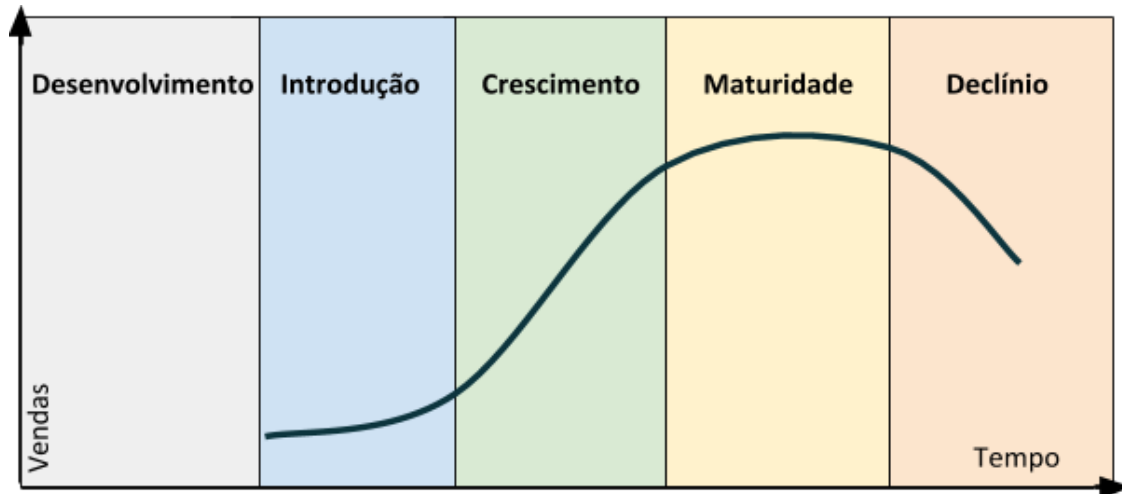 Desenvolvimento
Introdução
Crescimento
Maturidade
Declínio
Vendas
Tempo